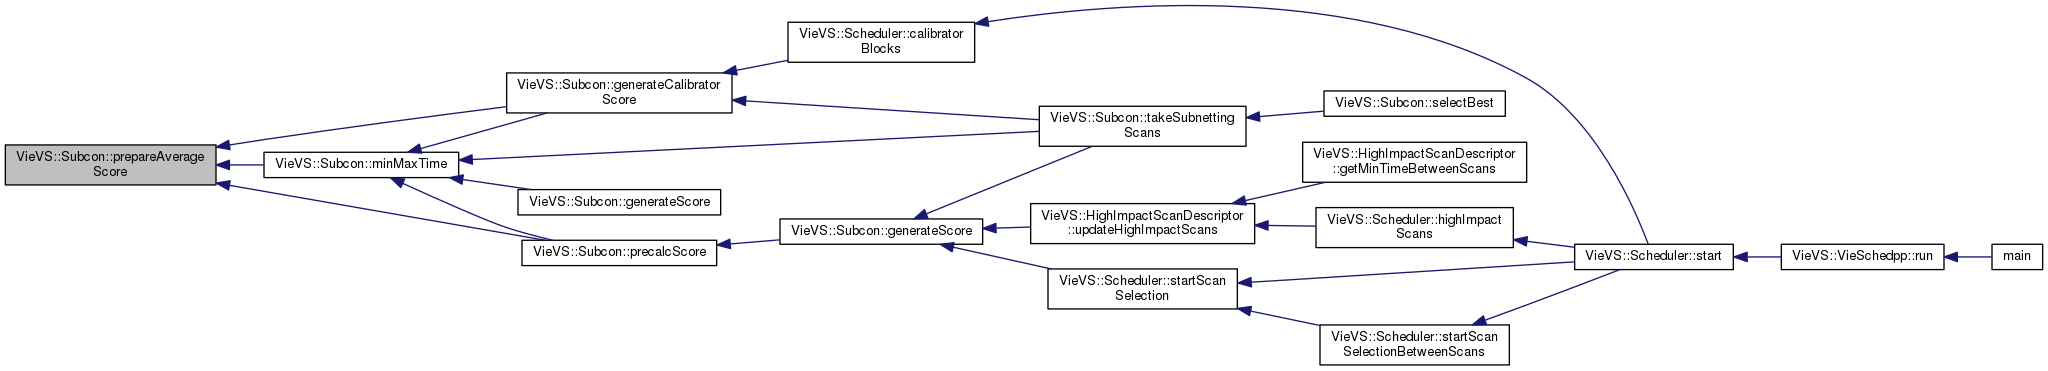 VieVS::Subcon::prepareAverage
Score
VieVS::Subcon::generateCalibrator
Score
VieVS::Subcon::minMaxTime
VieVS::Subcon::generateScore
VieVS::Subcon::precalcScore
VieVS::Scheduler::calibrator
Blocks
VieVS::Subcon::generateScore
VieVS::Subcon::takeSubnetting
Scans
VieVS::HighImpactScanDescriptor
::updateHighImpactScans
VieVS::Scheduler::startScan
Selection
VieVS::Subcon::selectBest
VieVS::HighImpactScanDescriptor
::getMinTimeBetweenScans
VieVS::Scheduler::highImpact
Scans
VieVS::Scheduler::startScan
SelectionBetweenScans
VieVS::Scheduler::start
VieVS::VieSchedpp::run
main